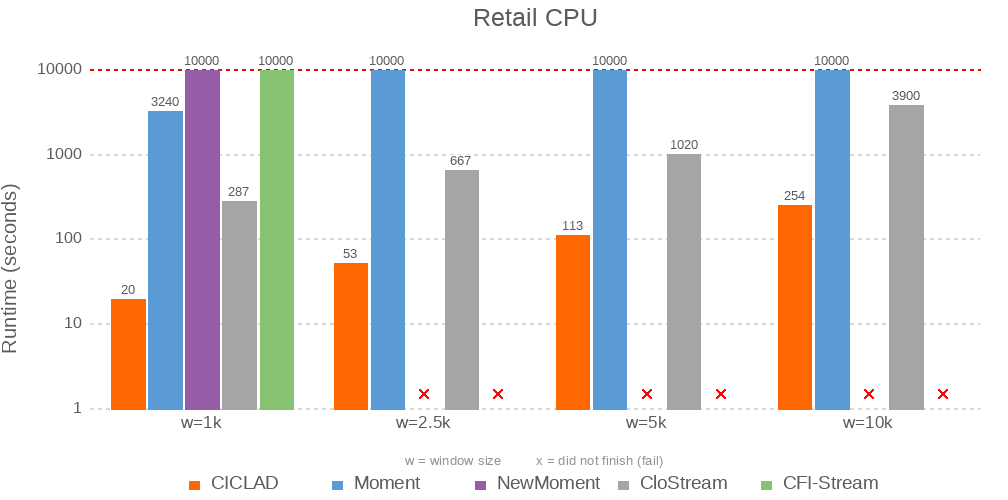 Retail CPU
Runtime (seconds)
10000
1000
100
10
1
20
3240
10000
287
10000
53
10000
667
113
10000
1020
254
10000
3900
w=1k
w=2.5k
w=5k
w=10k
w = window size x = did not finish (fail)
CICLAD Moment NewMoment CloStream CFI-Stream